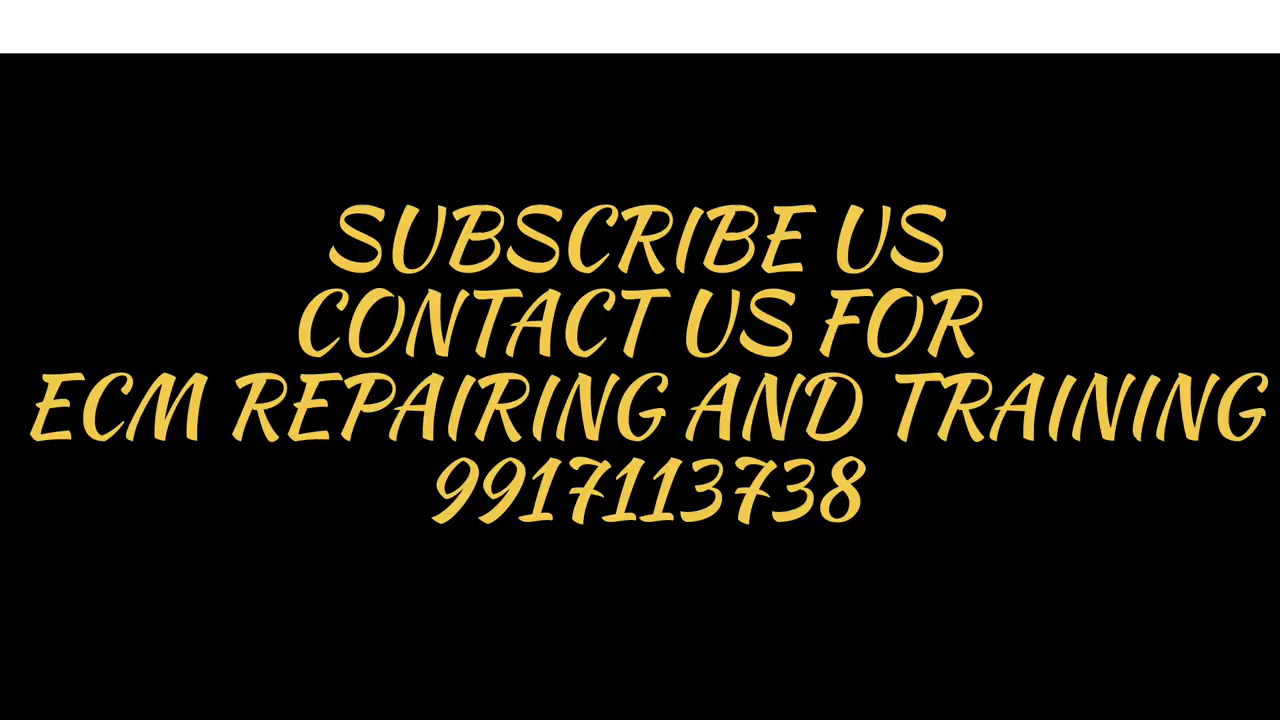 SUBSCRIBE US
CONTACT US FOR
ECM REPAIRING AND TRAINING
9917113738